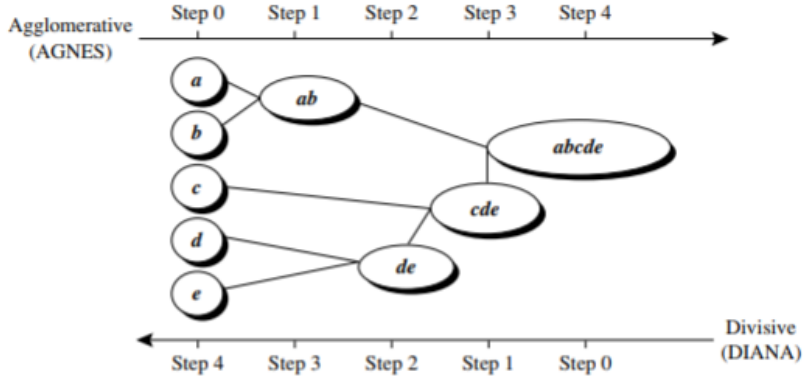 Agglomerative
(AGNES)
Step 0 Step 1 Step 2 Step 3 Step 4
a
ab
b
abcde
c
cde
d
de
e
Divisive
(DIANA)
Step 4 Step 3 Step 2 Step 1 Step 0